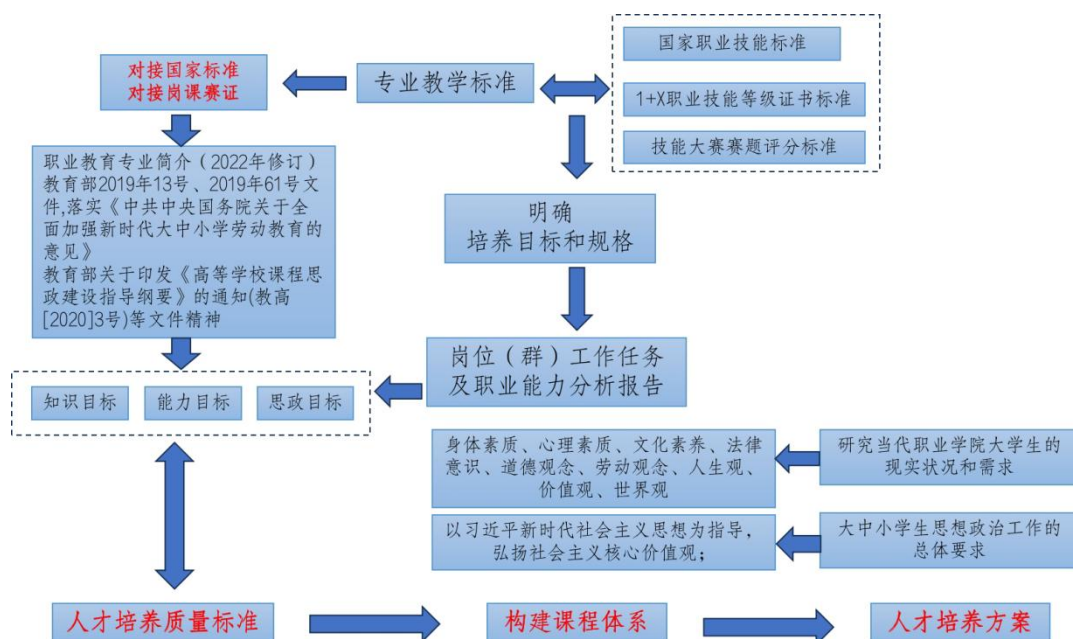 国家职业技能标准
对接国家标准
对接岗课赛证
专业教学标准
1+X职业技能等级证书标准
技能大赛赛题评分标准
职业教育专业简介（2022年修订）
教育部2019年13号、2019年61号文
件,落实《中共中央国务院关于全
面加强新时代大中小学劳动教育的
意见》
教育部关于印发《高等学校课程思
政建设指导纲要》的通知(教高
[2020]3号)等文件精神
明确
培养目标和规格
岗位（群）工作任务
及职业能力分析报告
知识目标
能力目标
思政目标
身体素质、心理素质、文化素养、法律
意识、道德观念、劳动观念、人生观、
价值观、世界观
研究当代职业学院大学生的
现实状况和需求
以习近平新时代社会主义思想为指导，
弘扬社会主义核心价值观；
大中小学生思想政治工作的
总体要求
人才培养质量标准
构建课程体系
人才培养方案